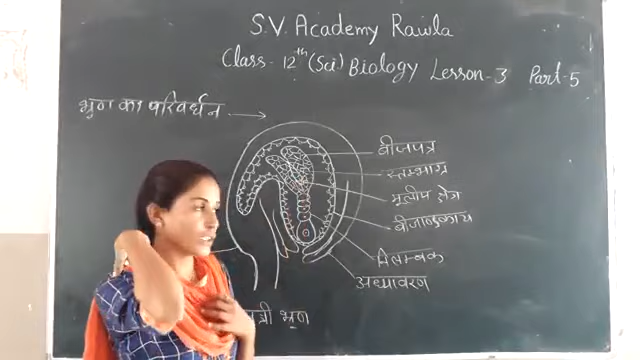 S.V. Academy Rawla
Class- 12th (Sci) Biology Lesson-3 Part-5
भ्रूण का परिवर्धन
बीजपत्र
स्तम्भाग्र
मूलीय क्षेत्र
बीजाण्डकाय
निलम्बक
अध्यावरण
त्री भ्रूण